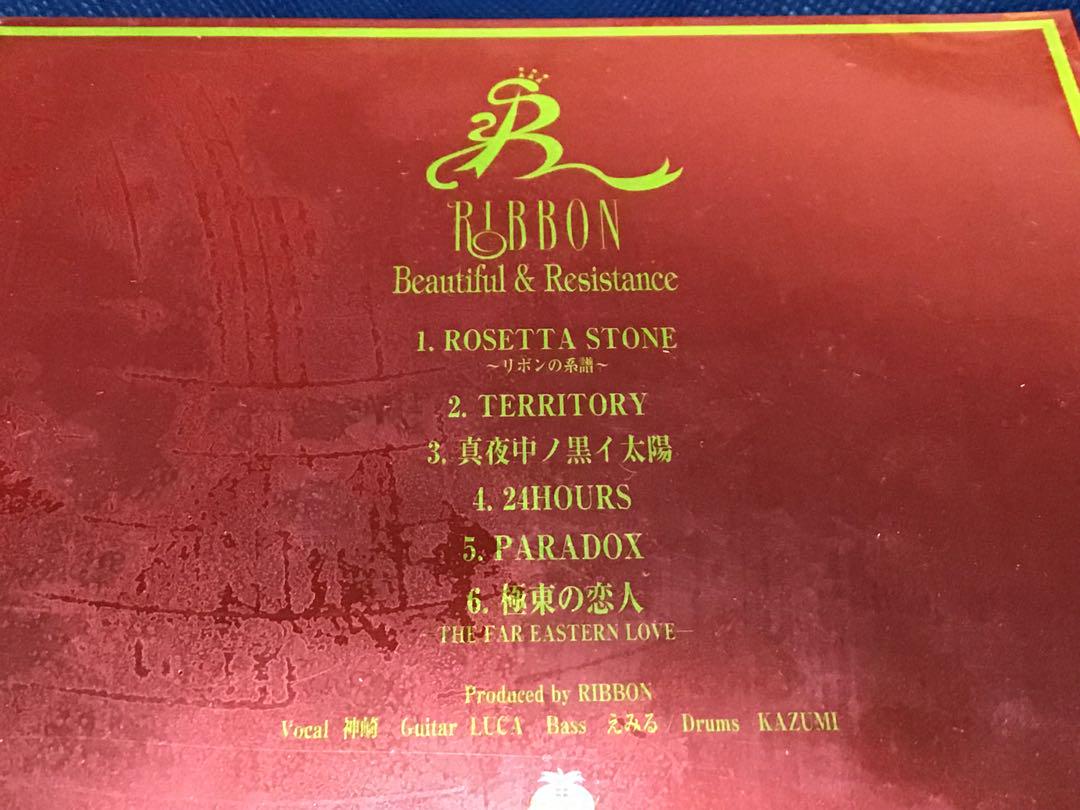 R
RIBBON
Beautiful & Resistance
1. ROSETTA STONE
～リボンの系譜～
2. TERRITORY
3. 真夜中ノ黒イ太陽
4. 24HOURS
5. PARADOX
6. 極東の恋人
—THE FAR EASTERN LOVE—
Produced by RIBBON
Vocal 神崎 Guitar LUCA Bass えみる Drums KAZUMI